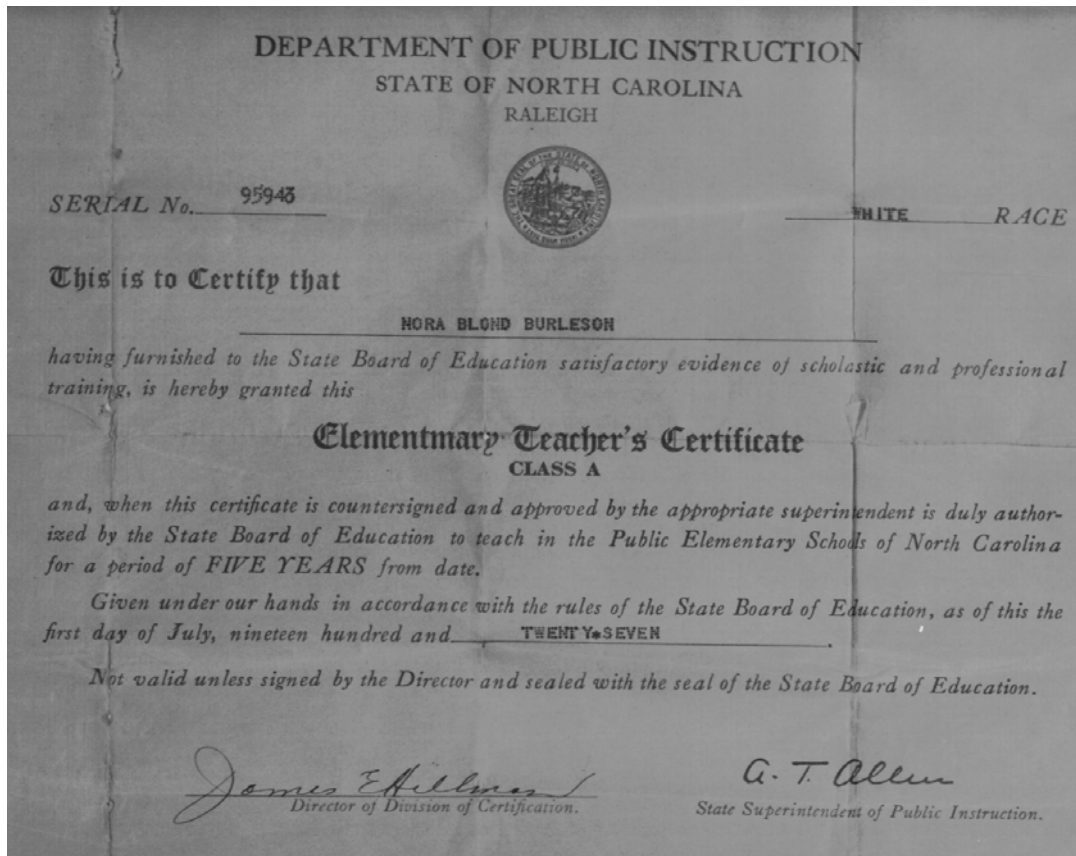 DEPARTMENT OF PUBLIC INSTRUCTION
STATE OF NORTH CAROLINA
RALEIGH
SERIAL No. 95943
WHITE RACE
This is to Certify that
NORA BLOND BURLESON
having furnished to the State Board of Education satisfactory evidence of scholastic and professional
training, is hereby granted this
Elementmary Teacher's Certificate
CLASS A
and, when this certificate is countersigned and approved by the appropriate superintendent is duly author-
ized by the State Board of Education to teach in the Public Elementary Schools of North Carolina
for a period of FIVE YEARS from date.
Given under our hands in accordance with the rules of the State Board of Education, as of this the
first day of July, nineteen hundred and TWENTY*SEVEN.
Not valid unless signed by the Director and sealed with the seal of the State Board of Education.
James E Hillman
Director of Division of Certification.
A. T. Allen
State Superintendent of Public Instruction.